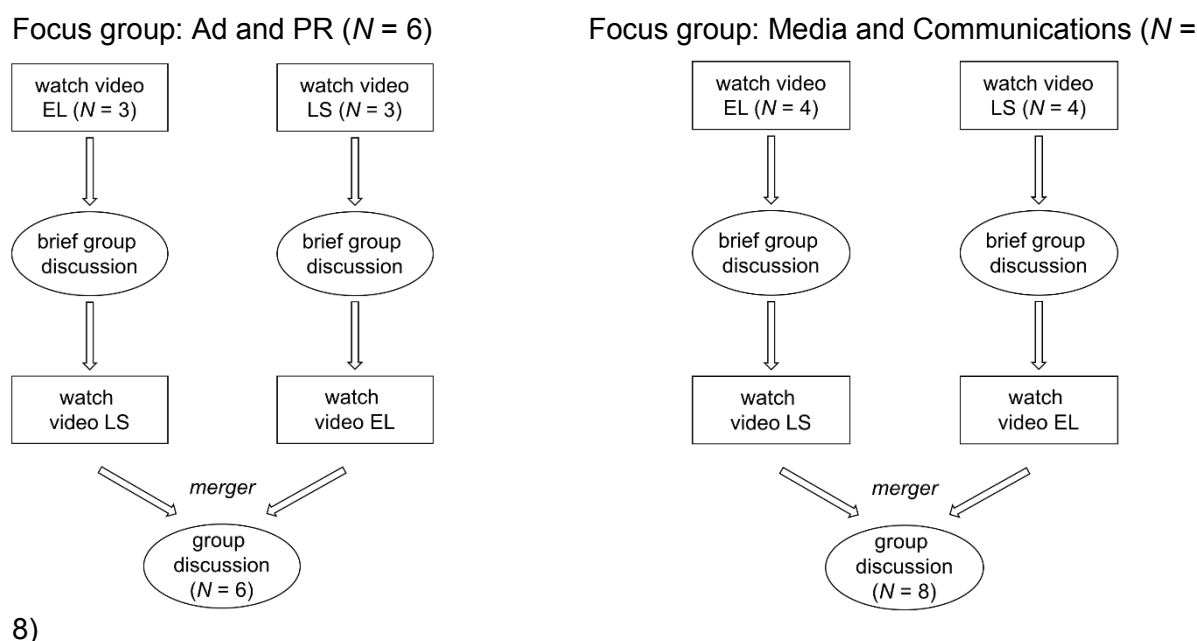 Focus group: Ad and PR (N = 6)
watch video
EL (N = 3)
watch video
LS (N = 3)
brief group
discussion
brief group
discussion
watch
video LS
watch
video EL
merger
group
discussion
(N = 6)
Focus group: Media and Communications (N =
8)
watch video
EL (N = 4)
watch video
LS (N = 4)
brief group
discussion
brief group
discussion
watch
video LS
watch
video EL
merger
group
discussion
(N = 8)